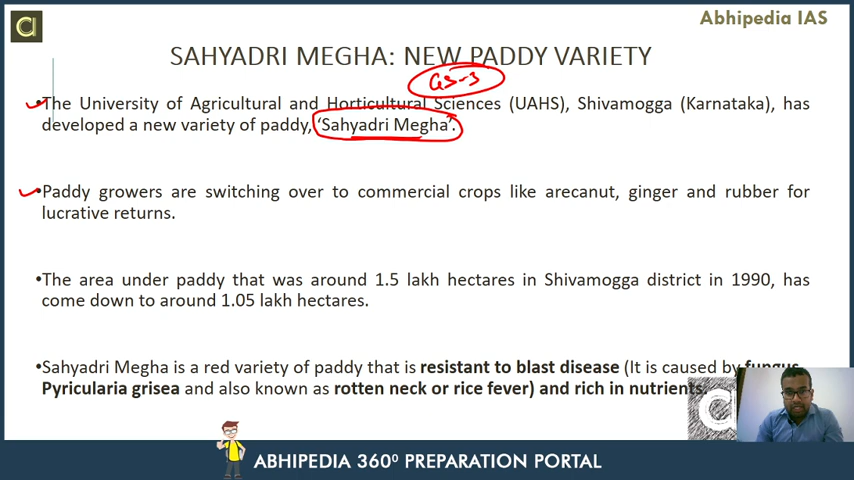 Abhipedia IAS
a
SAHYADRI MEGHA: NEW PADDY VARIETY
GS-3
•The University of Agricultural and Horticultural Sciences (UAHS), Shivamogga (Karnataka), has
developed a new variety of paddy, ‘Sahyadri Megha’.
•Paddy growers are switching over to commercial crops like arecanut, ginger and rubber for
lucrative returns.
•The area under paddy that was around 1.5 lakh hectares in Shivamogga district in 1990, has
come down to around 1.05 lakh hectares.
•Sahyadri Megha is a red variety of paddy that is resistant to blast disease (It is caused by fungus
Pyricularia grisea and also known as rotten neck or rice fever) and rich in nutrients.
ABHIPEDIA 360⁰ PREPARATION PORTAL